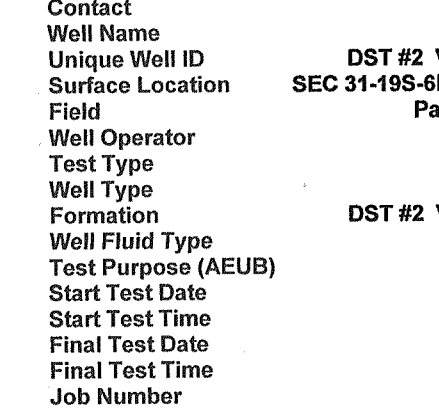 Contact
Well Name
Unique Well ID DST #2
Surface Location SEC 31-19S-
Field
Well Operator
Test Type
Well Type
Formation DST #2
Well Fluid Type
Test Purpose (AEUB)
Start Test Date
Start Test Time
Final Test Date
Final Test Time
Job Number